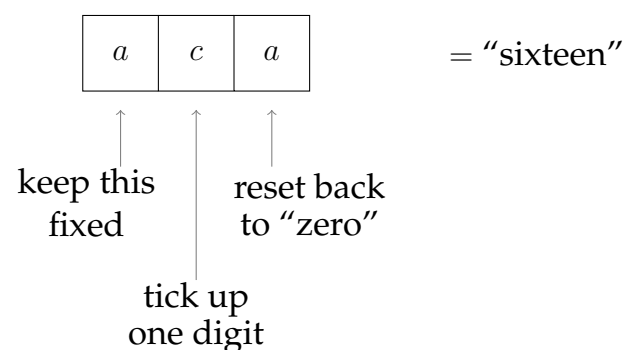 a c a = “sixteen”
keep this
fixed
reset back
to “zero”
tick up
one digit